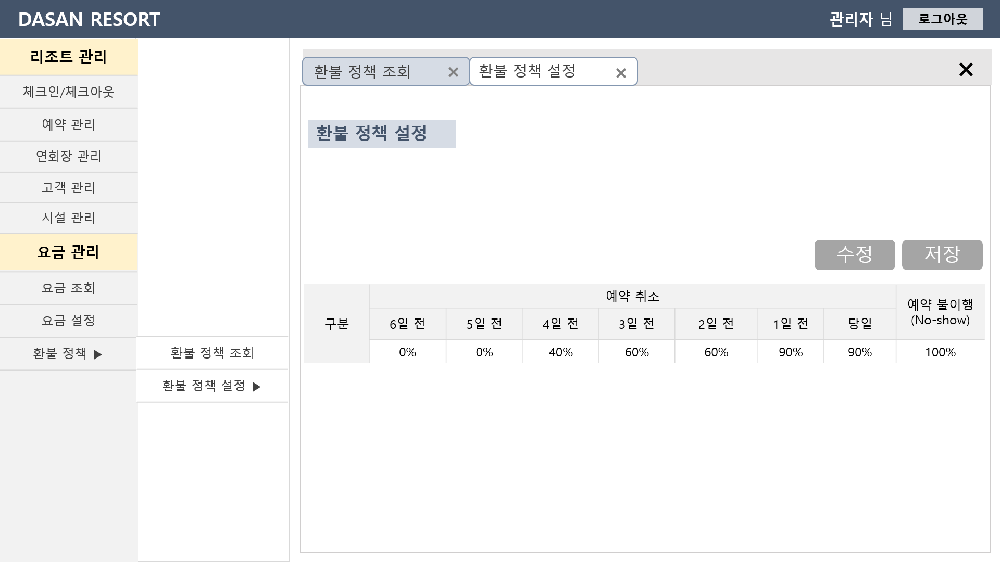 DASAN RESORT
관리자 님
로그아웃
리조트 관리
체크인/체크아웃
예약 관리
연회장 관리
고객 관리
시설 관리
요금 관리
요금 조회
요금 설정
환불 정책 ▶
환불 정책 조회
환불 정책 설정 ▶
환불 정책 조회 ×
환불 정책 설정 ×
×
환불 정책 설정
수정
저장
구분
예약 취소
예약 불이행
(No-show)
6일 전
5일 전
4일 전
3일 전
2일 전
1일 전
당일
0%
0%
40%
60%
60%
90%
90%
100%